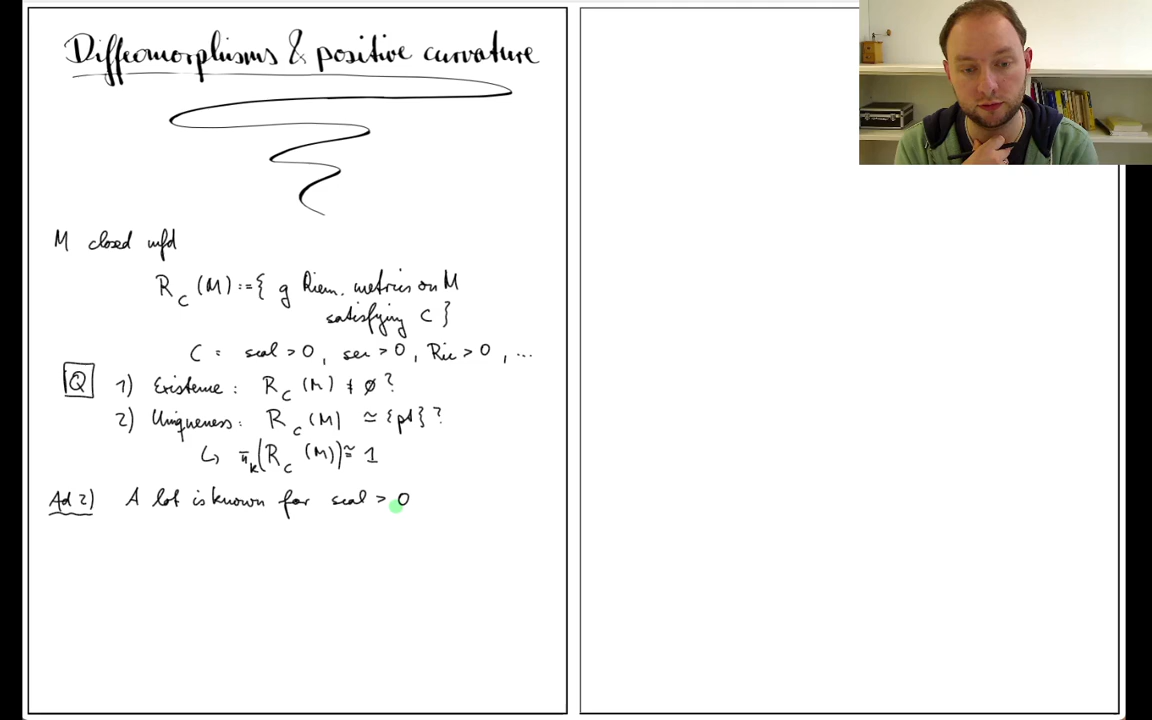 Diffeomorphisms & positive curvature
M closed mfd
R_C (M) := { g Riem. metrics on M
satisfying C }
C = scal > 0, sec > 0, Ric > 0, ...
Q 1) Existence : R_C (M) ≠ ∅ ?
2) Uniqueness : R_C (M) ≃ {pt} ?
↳ π_k(R_C (M)) ≅ 1
Ad 2) A lot is known for scal > 0